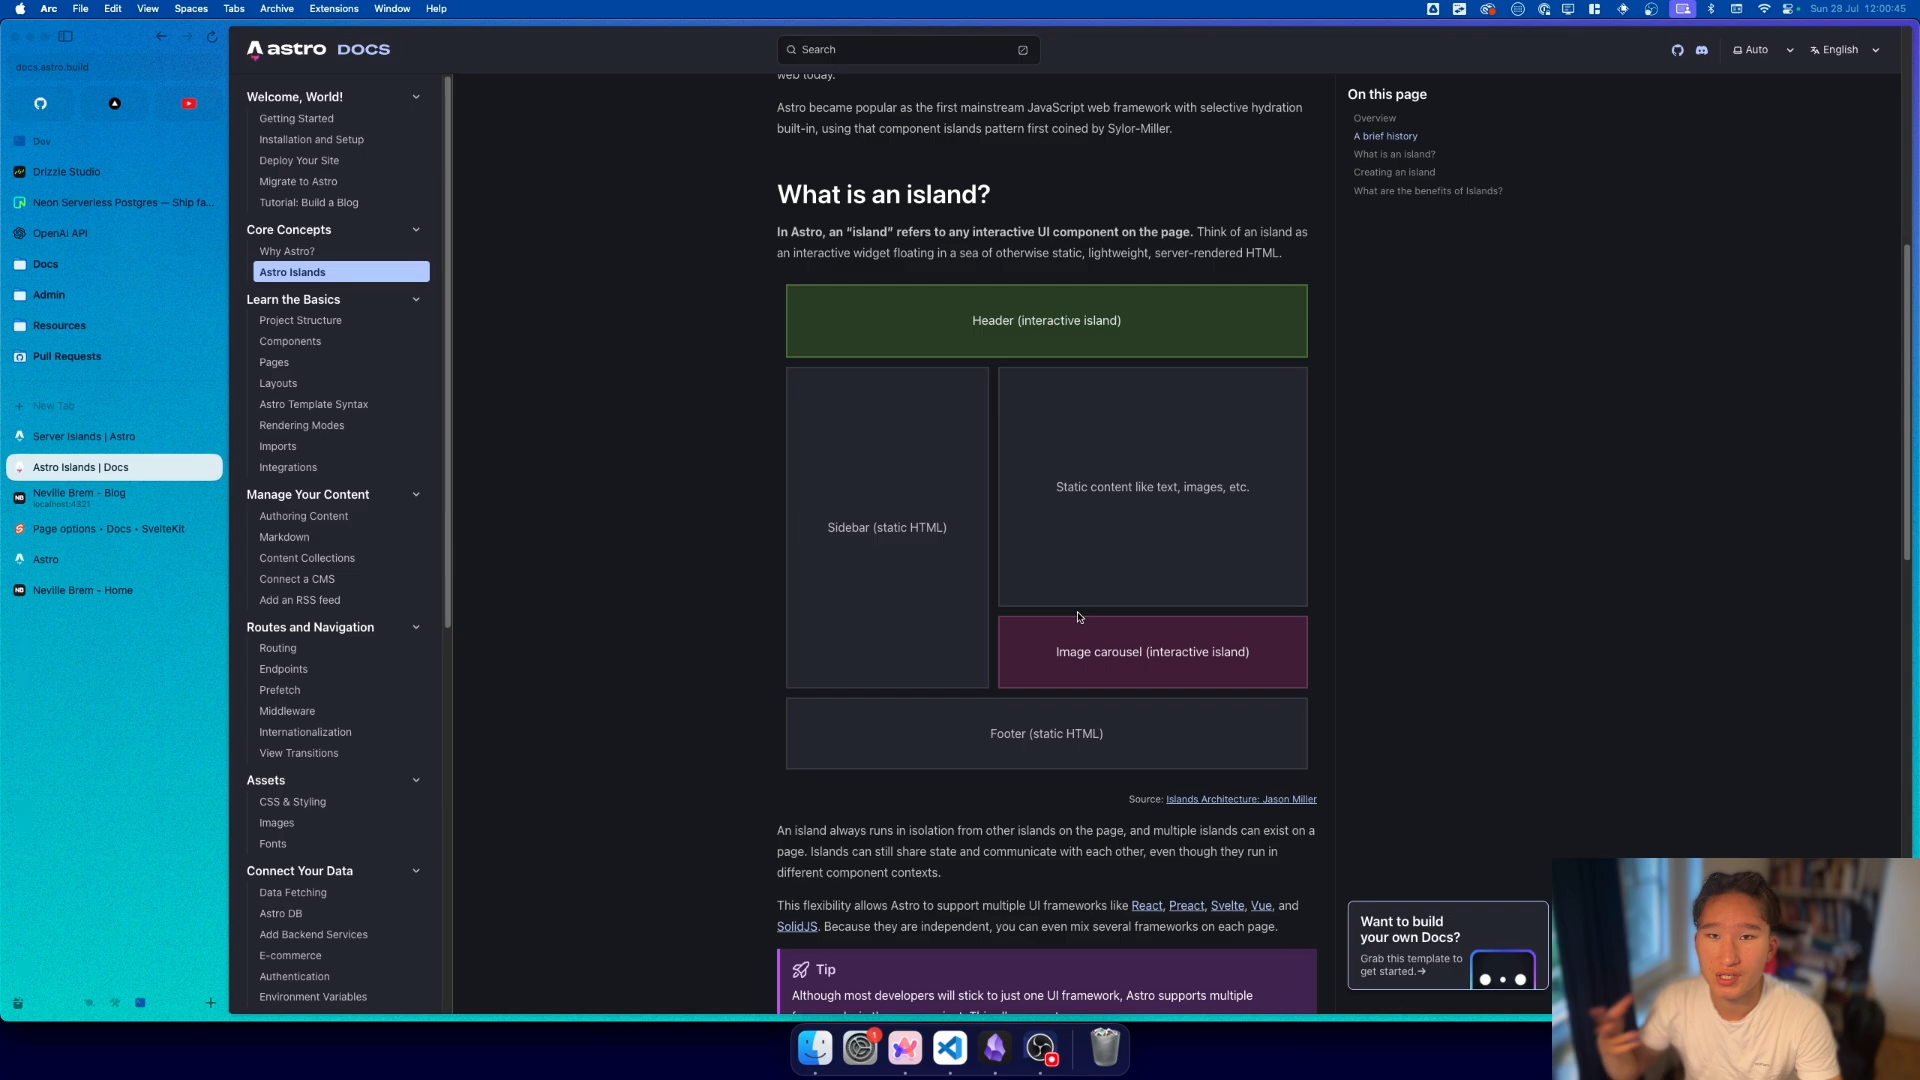 Arc File Edit View Spaces Tabs Archive Extensions Window Help
Sun 28 Jul 12:00:45
docs.astro.build
Dev
Drizzle Studio
Neon Serverless Postgres — Ship fa...
OpenAI API
Docs
Admin
Resources
Pull Requests
New Tab
Server Islands | Astro
Astro Islands | Docs
Neville Brem - Blog
localhost:4321
Page options • Docs • SvelteKit
Astro
Neville Brem - Home
astro DOCS
Search
Auto
English
Welcome, World!
Getting Started
Installation and Setup
Deploy Your Site
Migrate to Astro
Tutorial: Build a Blog
Core Concepts
Why Astro?
Astro Islands
Learn the Basics
Project Structure
Components
Pages
Layouts
Astro Template Syntax
Rendering Modes
Imports
Integrations
Manage Your Content
Authoring Content
Markdown
Content Collections
Connect a CMS
Add an RSS feed
Routes and Navigation
Routing
Endpoints
Prefetch
Middleware
Internationalization
View Transitions
Assets
CSS & Styling
Images
Fonts
Connect Your Data
Data Fetching
Astro DB
Add Backend Services
E-commerce
Authentication
Environment Variables
web today.
Astro became popular as the first mainstream JavaScript web framework with selective hydration
built-in, using that component islands pattern first coined by Sylor-Miller.
What is an island?
In Astro, an “island” refers to any interactive UI component on the page. Think of an island as
an interactive widget floating in a sea of otherwise static, lightweight, server-rendered HTML.
Header (interactive island)
Sidebar (static HTML)
Static content like text, images, etc.
Image carousel (interactive island)
Footer (static HTML)
Source: Islands Architecture: Jason Miller
An island always runs in isolation from other islands on the page, and multiple islands can exist on a
page. Islands can still share state and communicate with each other, even though they run in
different component contexts.
This flexibility allows Astro to support multiple UI frameworks like React, Preact, Svelte, Vue, and
SolidJS. Because they are independent, you can even mix several frameworks on each page.
Tip
Although most developers will stick to just one UI framework, Astro supports multiple
On this page
Overview
A brief history
What is an island?
Creating an island
What are the benefits of Islands?
Want to build
your own Docs?
Grab this template to
get started.→
1